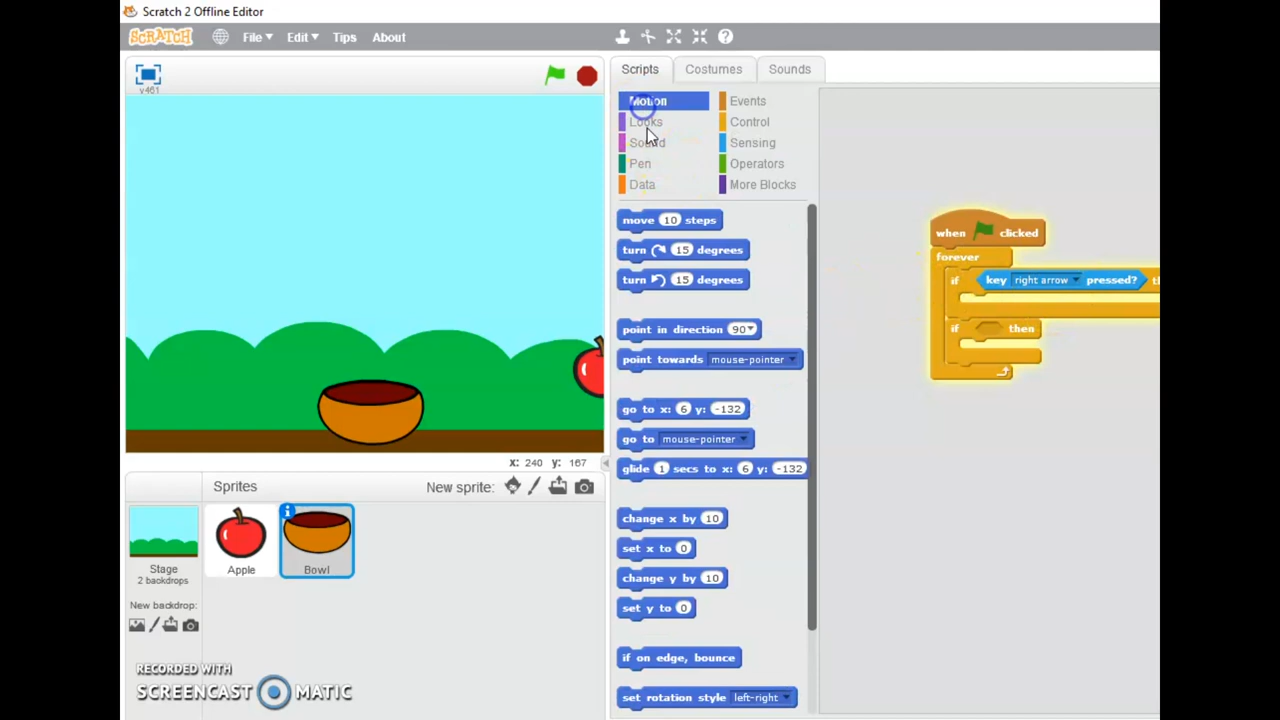 Scratch 2 Offline Editor
SCRATCH File Edit Tips About
v461
Scripts Costumes Sounds
Motion Events
Looks Control
Sound Sensing
Pen Operators
Data More Blocks
move 10 steps
turn 15 degrees
turn 15 degrees
point in direction 90
point towards mouse-pointer
go to x: 6 y: -132
go to mouse-pointer
glide 1 secs to x: 6 y: -132
change x by 10
set x to 0
change y by 10
set y to 0
if on edge, bounce
set rotation style left-right
when clicked
forever
if key right arrow pressed?
if then
x: 240 y: 167
Sprites New sprite:
Stage
2 backdrops
New backdrop:
Apple
Bowl
RECORDED WITH
SCREENCAST MATIC